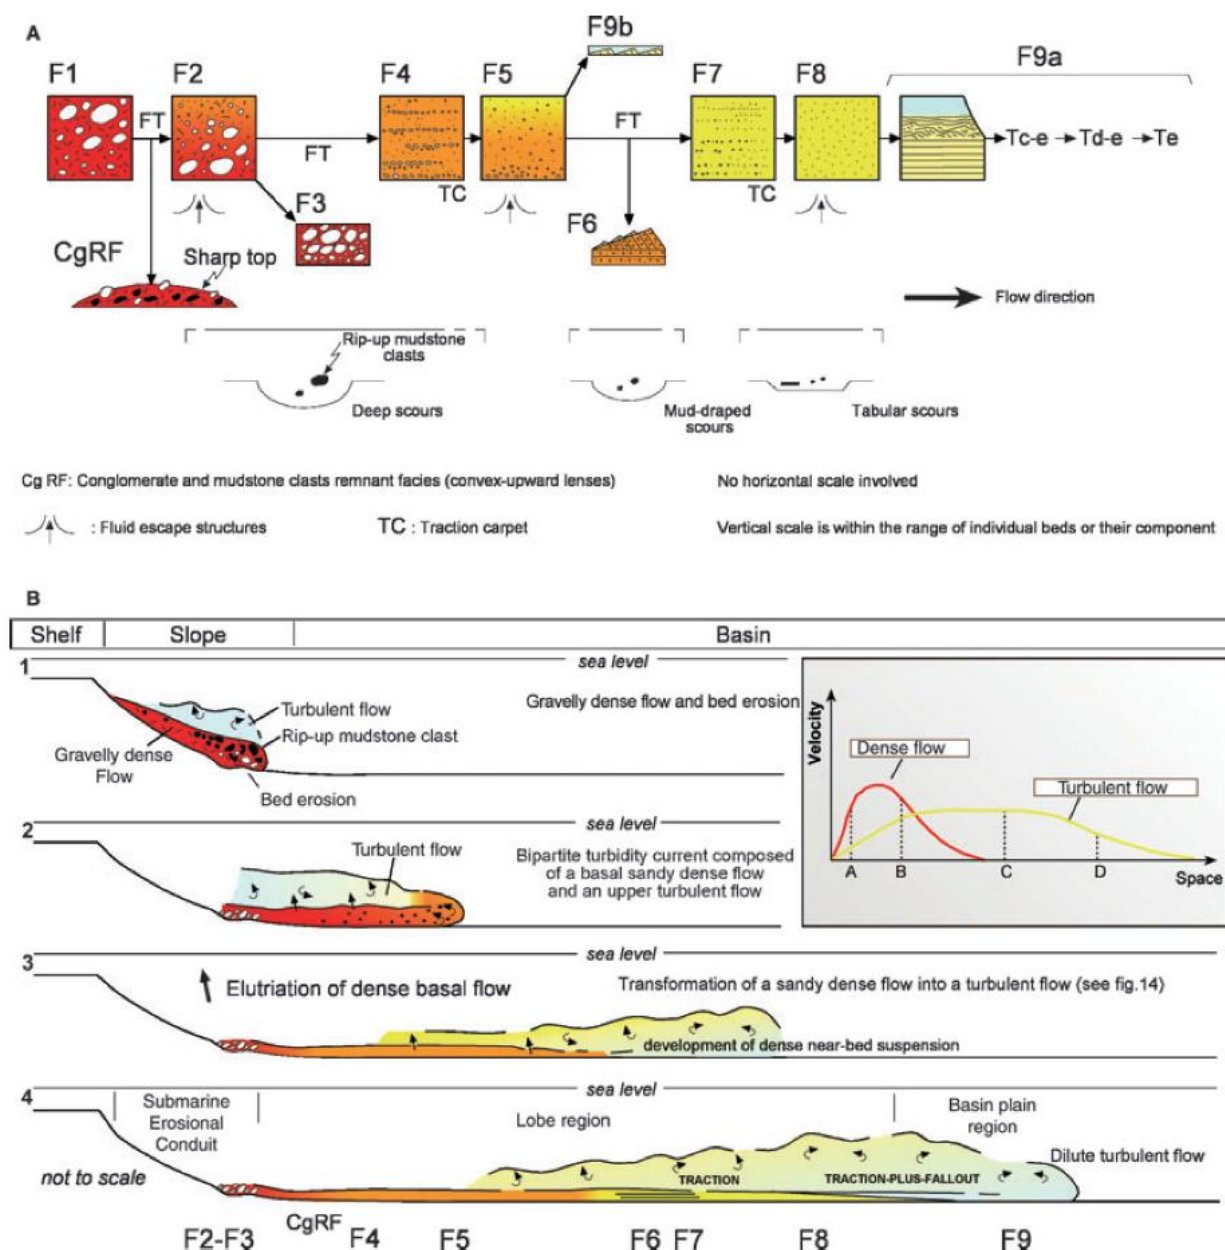 A
F1
F2
F4
F5
F9b
F7
F8
F9a
FT
FT
FT
Tc-e
Td-e
Te
TC
TC
F3
F6
CgRF
Sharp top
Flow direction
Rip-up mudstone
clasts
Deep scours
Mud-draped
scours
Tabular scours
Cg RF: Conglomerate and mudstone clasts remnant facies (convex-upward lenses)
No horizontal scale involved
: Fluid escape structures
TC : Traction carpet
Vertical scale is within the range of individual beds or their component
B
Shelf
Slope
Basin
1
sea level
Turbulent flow
Rip-up mudstone clast
Gravelly dense
Flow
Bed erosion
Gravelly dense flow and bed erosion
Velocity
Dense flow
Turbulent flow
A
B
C
D
Space
2
sea level
Turbulent flow
Bipartite turbidity current composed
of a basal sandy dense flow
and an upper turbulent flow
3
sea level
Elutriation of dense basal flow
Transformation of a sandy dense flow into a turbulent flow (see fig.14)
development of dense near-bed suspension
4
sea level
Submarine
Erosional
Conduit
Lobe region
Basin plain
region
not to scale
Dilute turbulent flow
TRACTION
TRACTION-PLUS-FALLOUT
F2-F3
CgRF
F4
F5
F6
F7
F8
F9